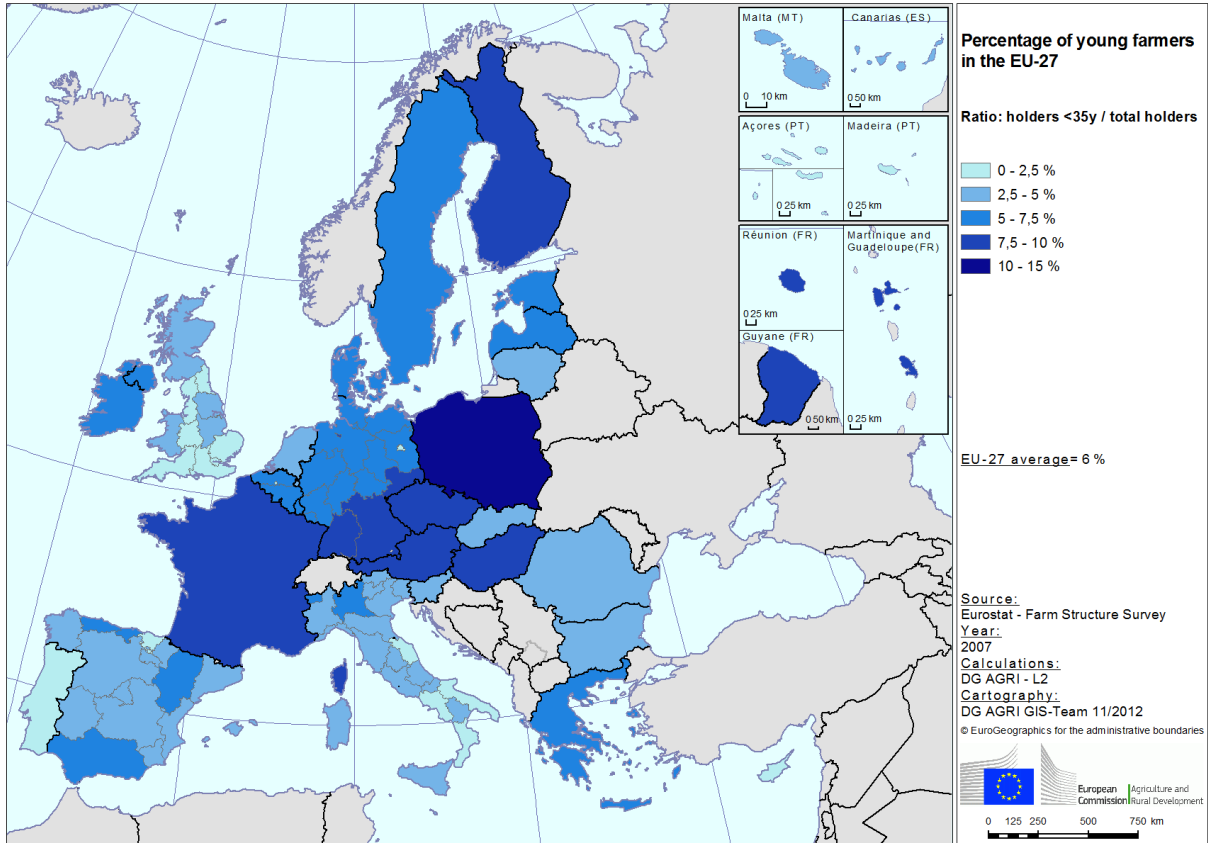 Malta (MT)
0 10 km
Canarias (ES)
0 50 km
Açores (PT)
0 25 km
Madeira (PT)
0 25 km
Réunion (FR)
0 25 km
Martinique and
Guadeloupe(FR)
0 25 km
Guyane (FR)
0 50 km
Percentage of young farmers
in the EU-27
Ratio: holders <35y / total holders
0 - 2,5 %
2,5 - 5 %
5 - 7,5 %
7,5 - 10 %
10 - 15 %
EU-27 average= 6 %
Source:
Eurostat - Farm Structure Survey
Year:
2007
Calculations:
DG AGRI - L2
Cartography:
DG AGRI GIS-Team 11/2012
© EuroGeographics for the administrative boundaries
European
Commission
Agriculture and
Rural Development
0 125 250 500 750 km